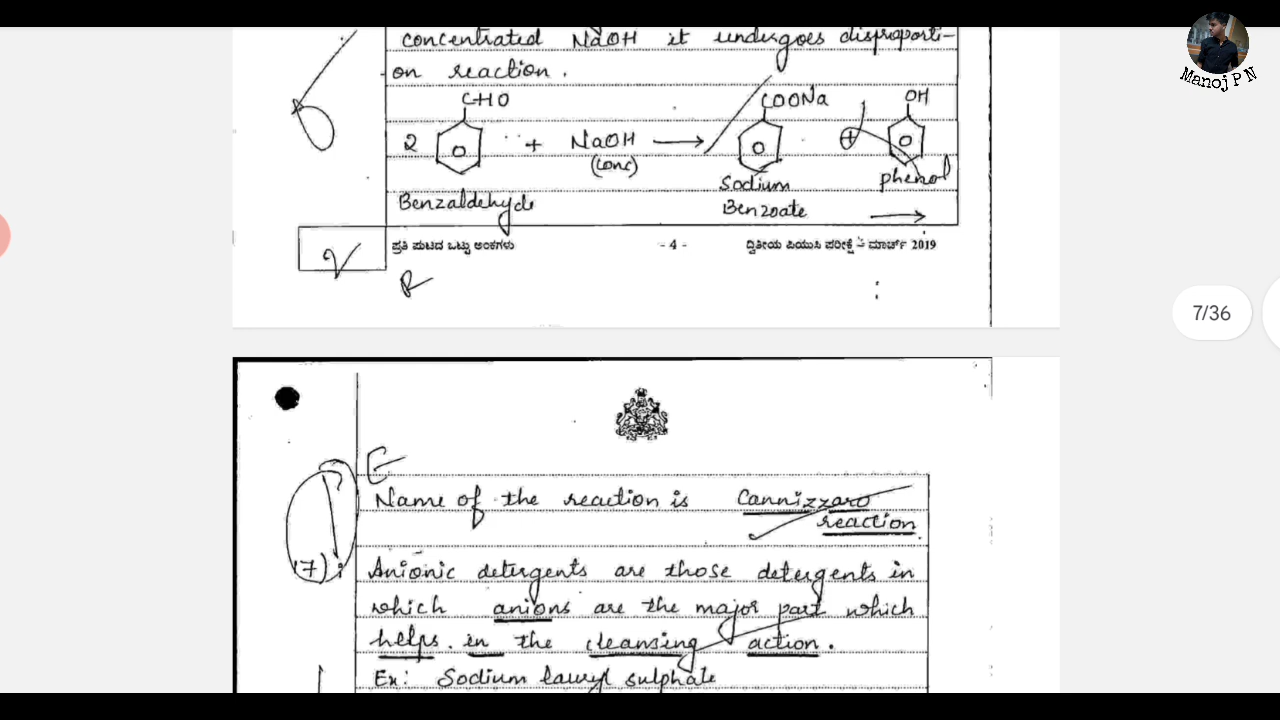 concentrated NaOH it undergoes disproporti-
on reaction.
CHO
COONa
OH
2 + NaOH → +
(conc)
Sodium
phenol
Benzaldehyde
Benzoate →
ಪ್ರತಿ ಪುಟದ ಒಟ್ಟು ಅಂಕಗಳು
- 4 -
ದ್ವಿತೀಯ ಪಿಯುಸಿ ಪರೀಕ್ಷೆ - ಮಾರ್ಚ್ 2019
Manoj P.N
7/36
Name of the reaction is Cannizzaro
reaction.
17) Anionic detergents are those detergents in
which anions are the major part which
helps in the cleansing action.
Ex: Sodium lauryl sulphate